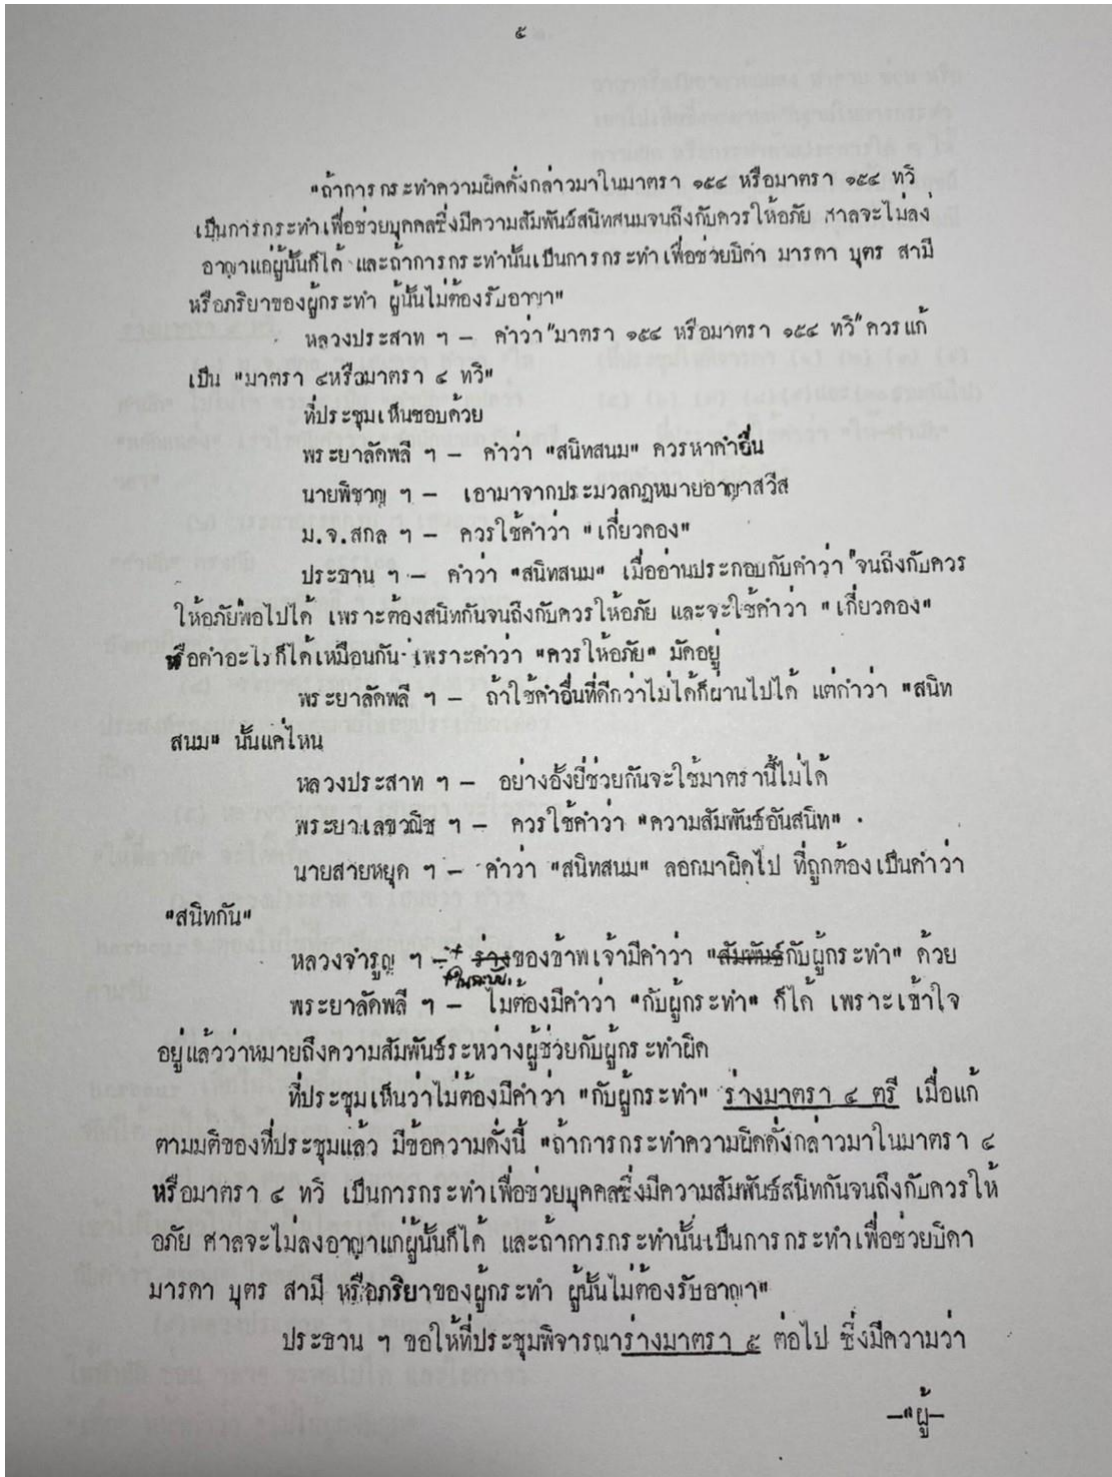 ๕
"ถ้าการกระทำความผิดดั่งกล่าวมาในมาตรา ๑๕๔ หรือมาตรา ๑๕๔ ทวิ
เป็นการกระทำเพื่อช่วยบุคคลซึ่งมีความสัมพันธ์สนิทสนมจนถึงกับควรให้อภัย ศาลจะไม่ลง
อาญาแก่ผู้นั้นก็ได้ และถ้าการกระทำนั้นเป็นการกระทำเพื่อช่วยบิดา มารดา บุตร สามี
หรือภริยาของผู้กระทำ ผู้นั้นไม่ต้องรับอาญา"
หลวงประสาท ฯ – คำว่า "มาตรา ๑๕๔ หรือมาตรา ๑๕๔ ทวิ" ควรแก้
เป็น "มาตรา ๔หรือมาตรา ๔ ทวิ"
ที่ประชุมเห็นชอบด้วย
พระยาลัดพลี ฯ – คำว่า "สนิทสนม" ควรหาคำอื่น
นายพิชาญ ฯ – เอามาจากประมวลกฎหมายอาญาสวีส
ม.จ.สกล ฯ – ควรใช้คำว่า "เกี่ยวดอง"
ประธาน ฯ – คำว่า "สนิทสนม" เมื่ออ่านประกอบกับคำว่า "จนถึงกับควร
ให้อภัยพอไปได้ เพราะต้องสนิทกันจนถึงกับควรให้อภัย และจะใช้คำว่า "เกี่ยวดอง"
หรือคำอะไรก็ได้เหมือนกัน เพราะคำว่า "ควรให้อภัย" มัดอยู่
พระยาลัดพลี ฯ – ถ้าใช้คำอื่นที่ดีกว่าไม่ได้ก็ผ่านไปได้ แต่คำว่า "สนิท
สนม" นั้นแค่ไหน
หลวงประสาท ฯ – อย่างอั้งยี่ช่วยกันจะใช้มาตรานี้ไม่ได้
พระยาเลขวณิช ฯ – ควรใช้คำว่า "ความสัมพันธ์อันสนิท"
นายสายหยุด ฯ – คำว่า "สนิทสนม" ลอกมาผิดไป ที่ถูกต้องเป็นคำว่า
"สนิทกัน"
หลวงจำรูญ ฯ – ร่างของข้าพเจ้ามีคำว่า "สัมพันธ์กับผู้กระทำ" ด้วย
พระยาลัดพลี ฯ – ไม่ต้องมีคำว่า "กับผู้กระทำ" ก็ได้ เพราะเข้าใจ
อยู่แล้วว่าหมายถึงความสัมพันธ์ระหว่างผู้ช่วยกับผู้กระทำผิด
ที่ประชุมเห็นว่าไม่ต้องมีคำว่า "กับผู้กระทำ" ร่างมาตรา ๔ ตรี เมื่อแก้
ตามมติของที่ประชุมแล้ว มีข้อความดั่งนี้ "ถ้าการกระทำความผิดดั่งกล่าวมาในมาตรา ๔
หรือมาตรา ๔ ทวิ เป็นการกระทำเพื่อช่วยบุคคลซึ่งมีความสัมพันธ์สนิทกันจนถึงกับควรให้
อภัย ศาลจะไม่ลงอาญาแก่ผู้นั้นก็ได้ และถ้าการกระทำนั้นเป็นการกระทำเพื่อช่วยบิดา
มารดา บุตร สามี หรือภริยาของผู้กระทำ ผู้นั้นไม่ต้องรับอาญา"
ประธาน ฯ ขอให้ที่ประชุมพิจารณาร่างมาตรา ๕ ต่อไป ซึ่งมีความว่า
–"ผู้–